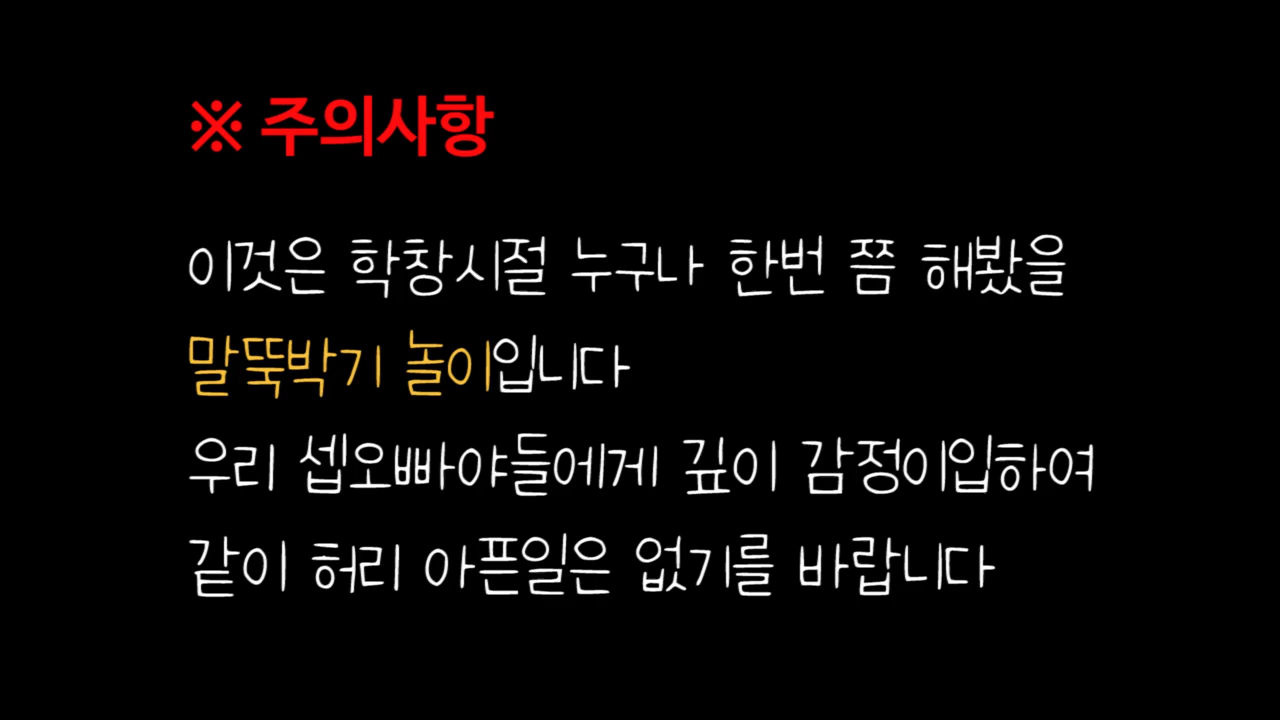 ※ 주의사항
이것은 학창시절 누구나 한번 쯤 해봤을
말뚝박기 놀이입니다
우리 셉오빠야들에게 깊이 감정이입하여
같이 허리 아픈일은 없기를 바랍니다